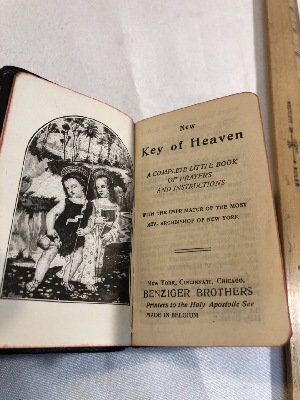 New
Key of Heaven
A COMPLETE LITTLE BOOK
OF PRAYERS
AND INSTRUCTIONS
WITH THE IMPRIMATUR OF THE MOST
REV. ARCHBISHOP OF NEW YORK
NEW YORK, CINCINNATI, CHICAGO,
BENZIGER BROTHERS
Printers to the Holy Apostolic See
MADE IN BELGIUM